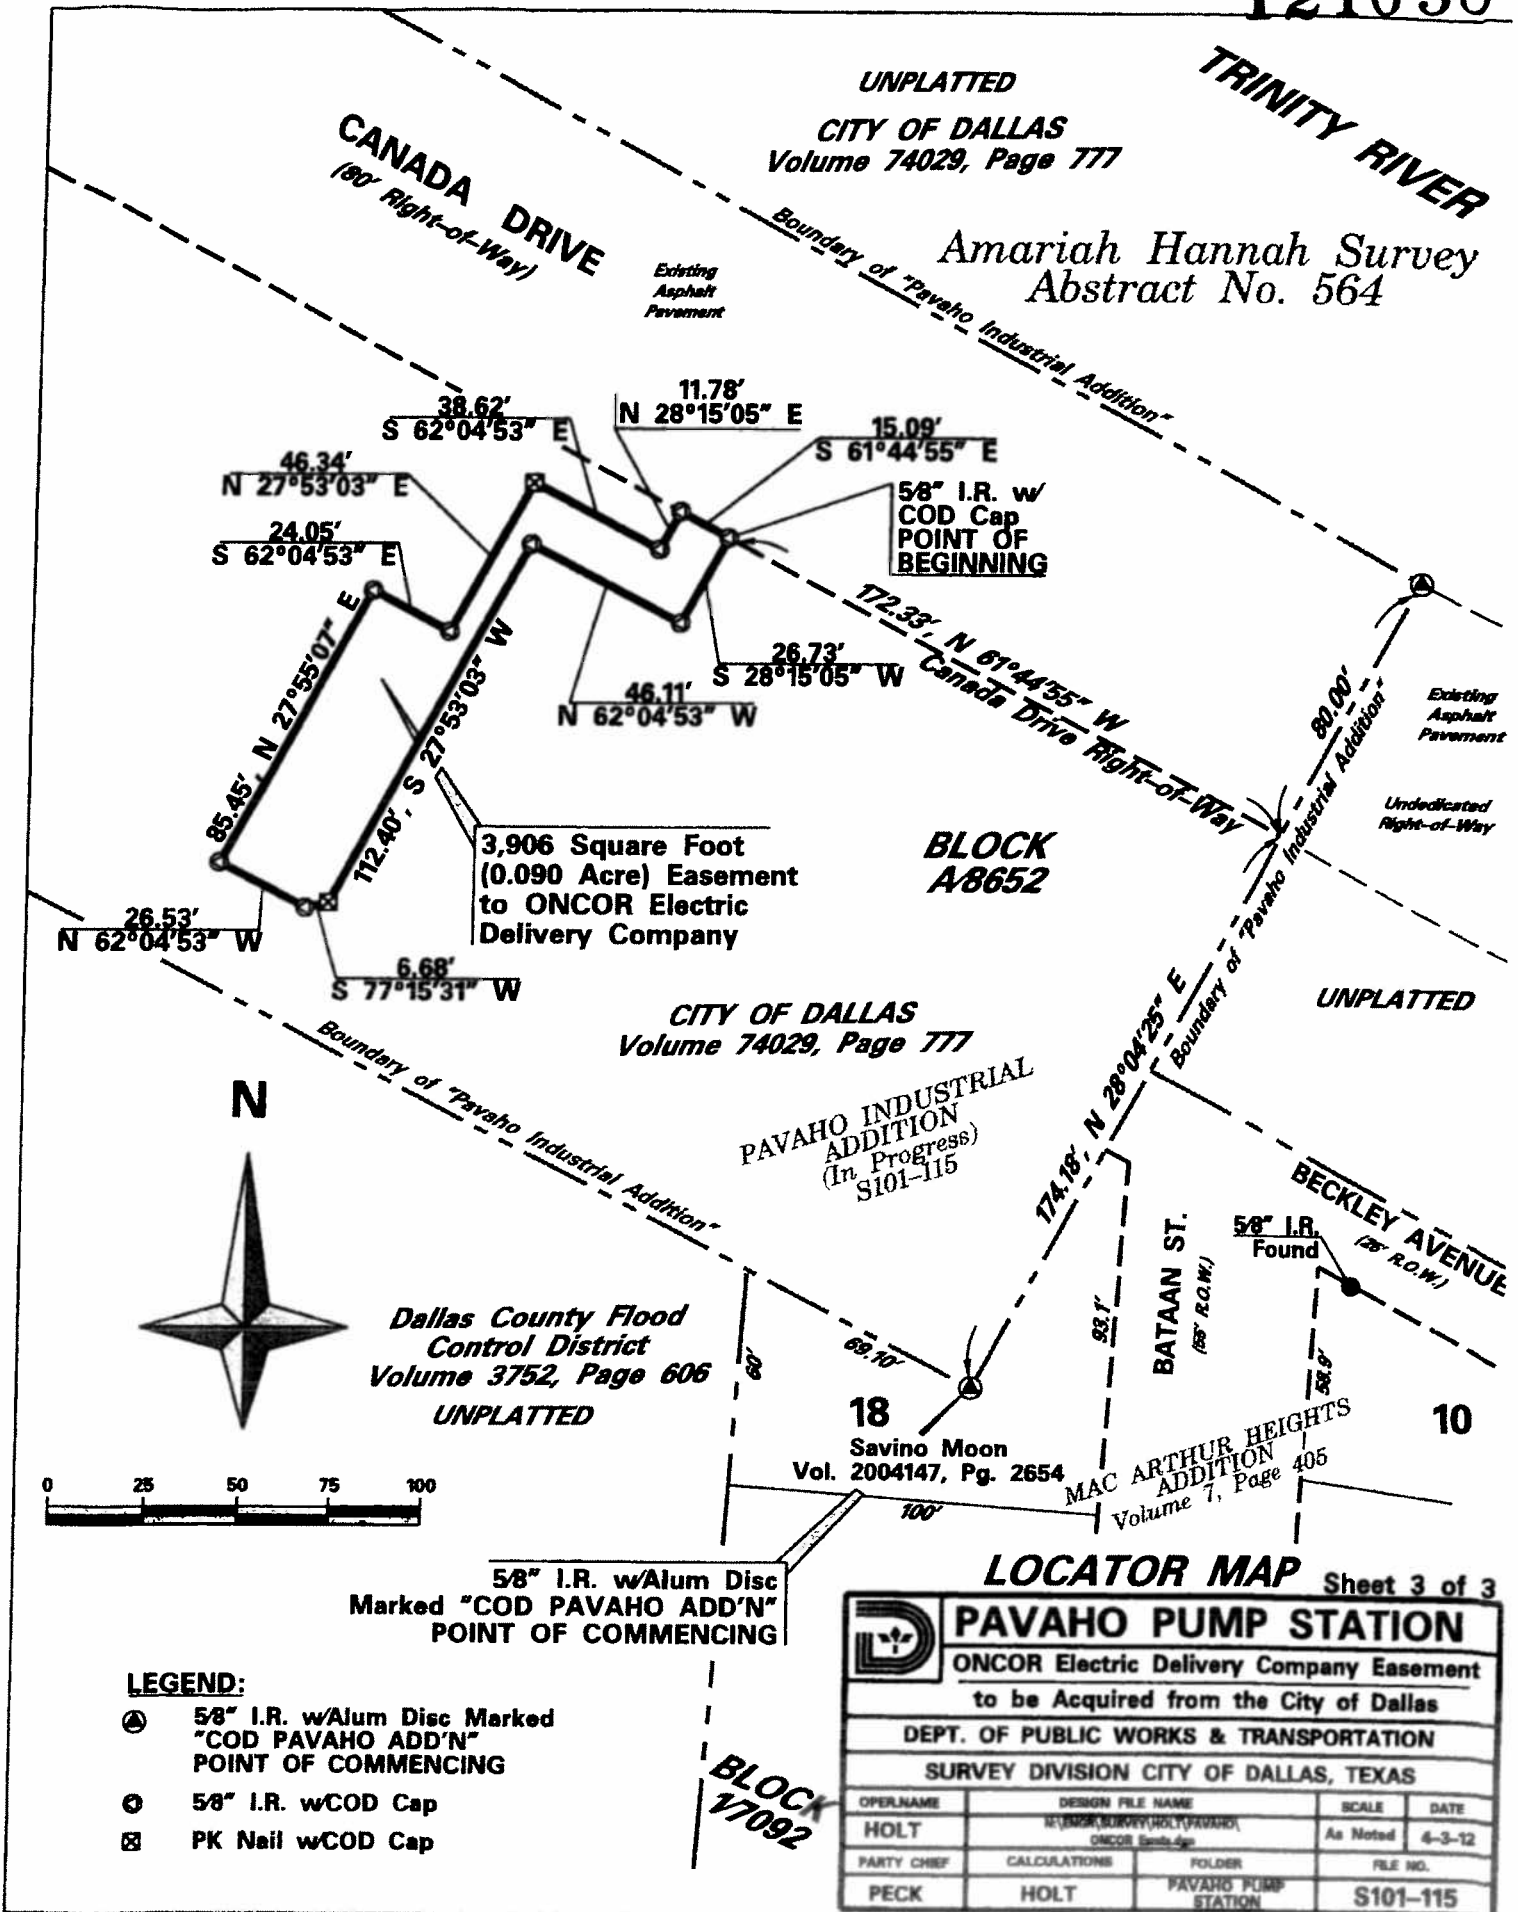 UNPLATTED
CITY OF DALLAS
Volume 74029, Page 777
TRINITY RIVER
CANADA DRIVE
(80' Right-of-Way)
Existing
Asphalt
Pavement
Boundary of "Pavaho Industrial Addition"
Amariah Hannah Survey
Abstract No. 564
38.62'
S 62°04'53" E
11.78'
N 28°15'05" E
15.09'
S 61°44'55" E
46.34'
N 27°53'03" E
5/8" I.R. w/
COD Cap
POINT OF
BEGINNING
24.05'
S 62°04'53" E
172.33', N 61°44'55" W
Canada Drive Right-of-Way
26.73'
S 28°15'05" W
46.11'
N 62°04'53" W
85.45', N 27°55'07" E
112.40', S 27°53'03" W
80.00'
Boundary of "Pavaho Industrial Addition"
Existing
Asphalt
Pavement
Undedicated
Right-of-Way
3,906 Square Foot
(0.090 Acre) Easement
to ONCOR Electric
Delivery Company
BLOCK
A/8652
26.53'
N 62°04'53" W
6.68'
S 77°15'31" W
CITY OF DALLAS
Volume 74029, Page 777
UNPLATTED
Boundary of "Pavaho Industrial Addition"
PAVAHO INDUSTRIAL
ADDITION
(In Progress)
S101-115
174.18', N 28°04'25" E
N
BECKLEY AVENUE
(26' R.O.W.)
5/8" I.R.
Found
BATAAN ST.
(55' R.O.W.)
93.1'
58.9'
Dallas County Flood
Control District
Volume 3752, Page 606
UNPLATTED
60'
69.10'
18
Savino Moon
Vol. 2004147, Pg. 2654
10
MAC ARTHUR HEIGHTS
ADDITION
Volume 7, Page 405
100'
0 25 50 75 100
5/8" I.R. w/Alum Disc
Marked "COD PAVAHO ADD'N"
POINT OF COMMENCING
LEGEND:
5/8" I.R. w/Alum Disc Marked
"COD PAVAHO ADD'N"
POINT OF COMMENCING
5/8" I.R. w/COD Cap
PK Nail w/COD Cap
BLOCK
1/7092
LOCATOR MAP
Sheet 3 of 3
PAVAHO PUMP STATION
ONCOR Electric Delivery Company Easement
to be Acquired from the City of Dallas
DEPT. OF PUBLIC WORKS & TRANSPORTATION
SURVEY DIVISION CITY OF DALLAS, TEXAS
OPER.NAME DESIGN FILE NAME SCALE DATE
HOLT As Noted 4-3-12
PARTY CHIEF CALCULATIONS FOLDER FILE NO.
PECK HOLT PAVAHO PUMP STATION S101-115